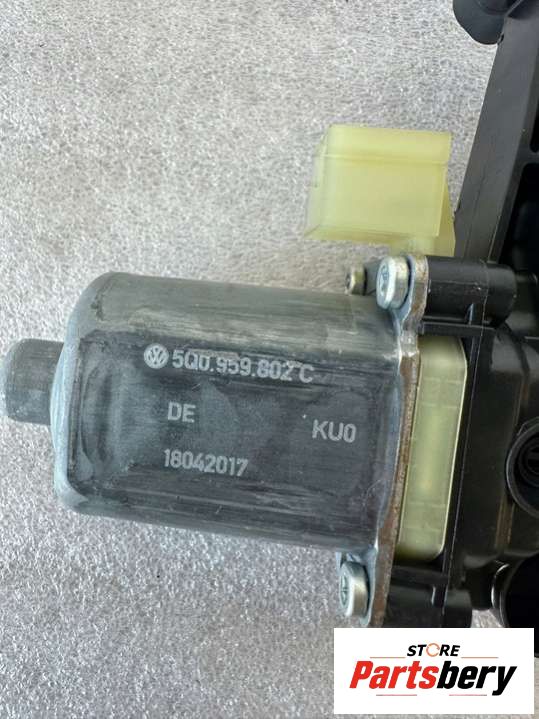 5Q0.959.802 C
DE
KU0
18042017
STORE
Partsbery